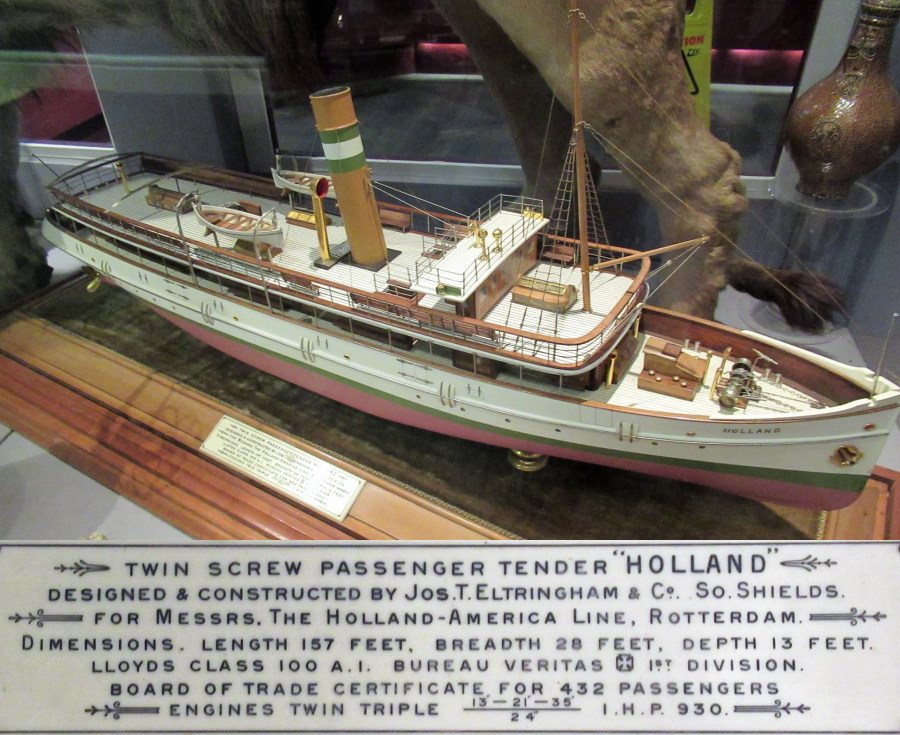 TION
HOLLAND
TWIN SCREW PASSENGER TENDER "HOLLAND"
DESIGNED & CONSTRUCTED BY JOS. T. ELTRINGHAM & Co. SO. SHIELDS.
FOR MESSRS. THE HOLLAND-AMERICA LINE, ROTTERDAM.
DIMENSIONS. LENGTH 157 FEET, BREADTH 28 FEET, DEPTH 13 FEET.
LLOYDS CLASS 100 A.1. BUREAU VERITAS 1ST DIVISION.
BOARD OF TRADE CERTIFICATE FOR 432 PASSENGERS
ENGINES TWIN TRIPLE 13"-21"-35" / 24" I.H.P. 930.